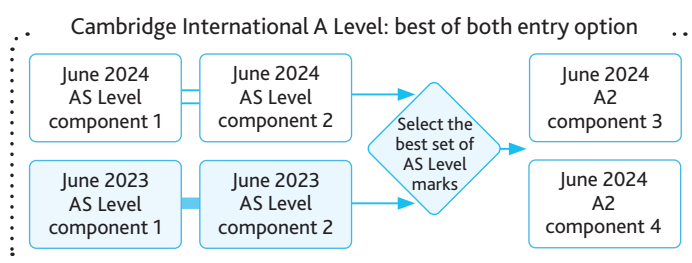 Cambridge International A Level: best of both entry option
June 2024
AS Level
component 1
June 2024
AS Level
component 2
June 2023
AS Level
component 1
June 2023
AS Level
component 2
Select the
best set of
AS Level
marks
June 2024
A2
component 3
June 2024
A2
component 4